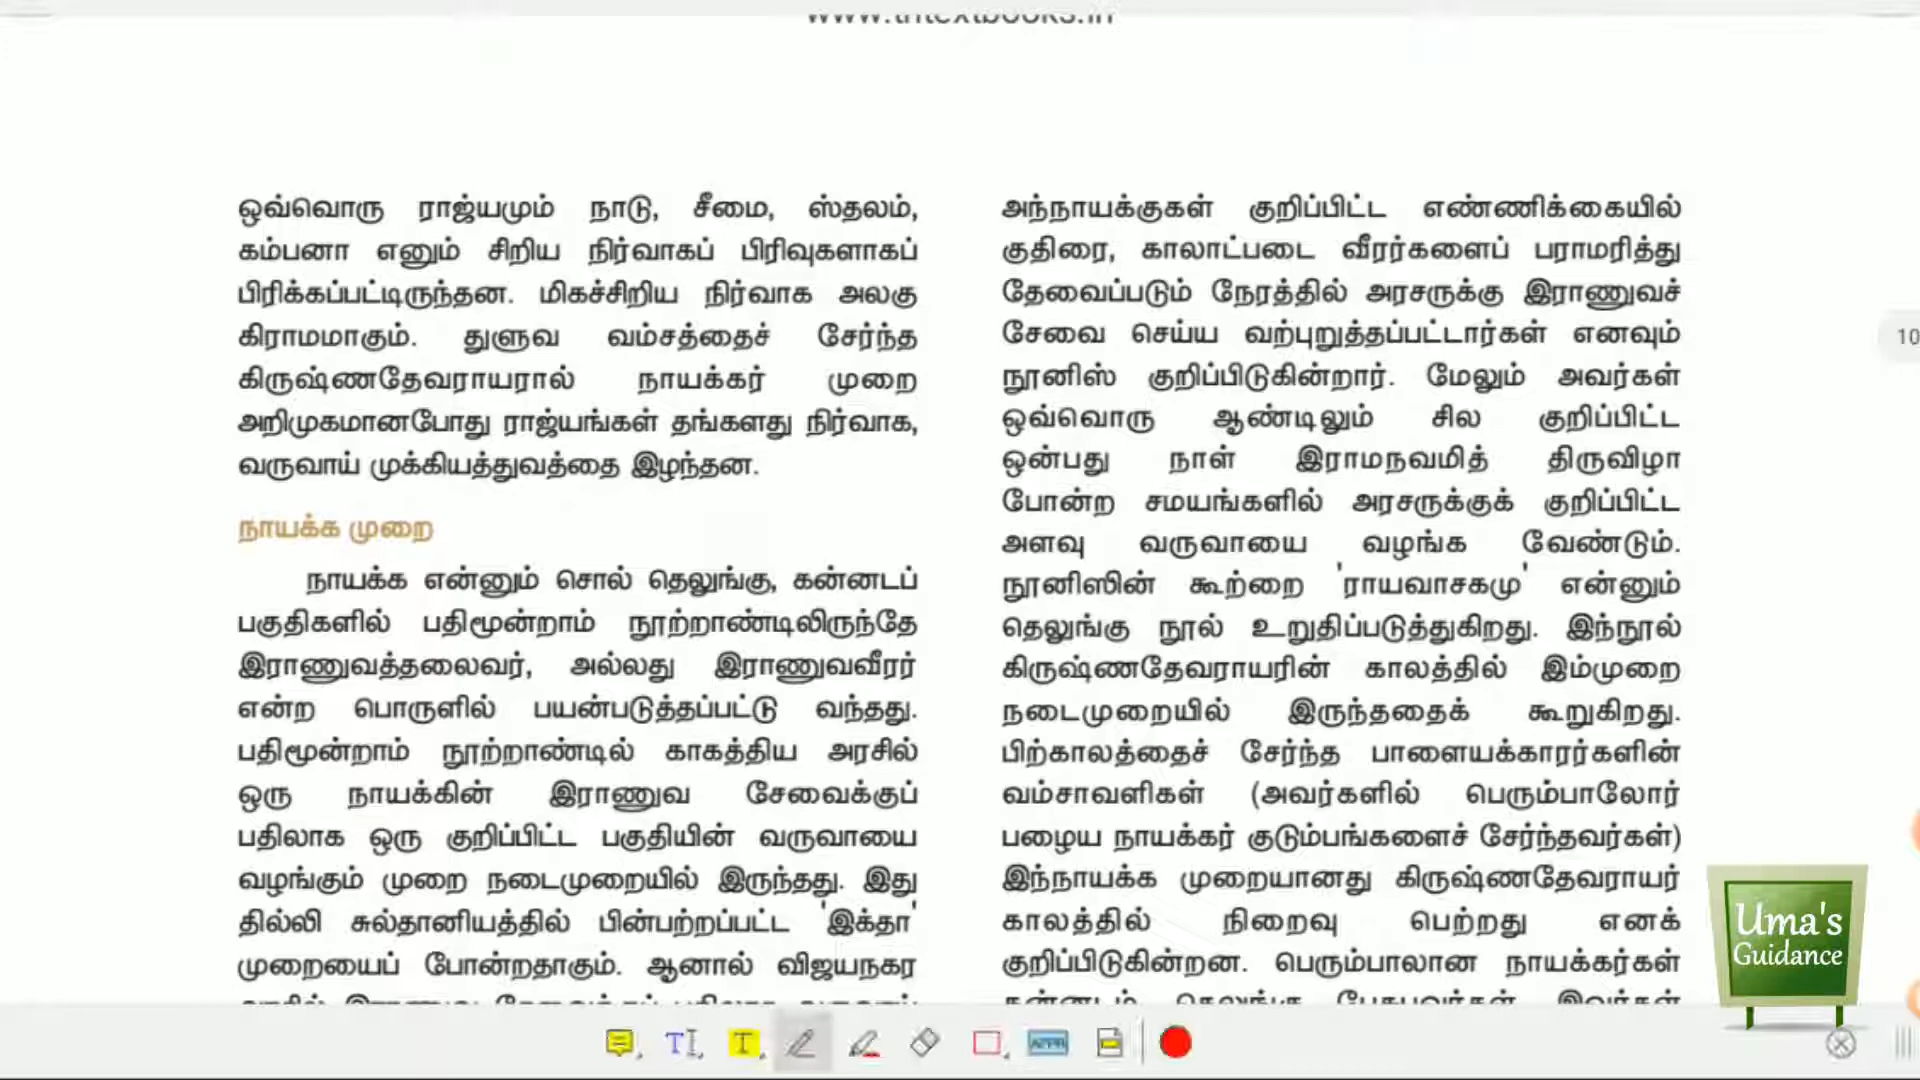 ஒவ்வொரு ராஜ்யமும் நாடு, சீமை, ஸ்தலம்,
கம்பனா எனும் சிறிய நிர்வாகப் பிரிவுகளாகப்
பிரிக்கப்பட்டிருந்தன. மிகச்சிறிய நிர்வாக அலகு
கிராமமாகும். துளுவ வம்சத்தைச் சேர்ந்த
கிருஷ்ணதேவராயரால் நாயக்கர் முறை
அறிமுகமானபோது ராஜ்யங்கள் தங்களது நிர்வாக,
வருவாய் முக்கியத்துவத்தை இழந்தன.
நாயக்க முறை
நாயக்க என்னும் சொல் தெலுங்கு, கன்னடப்
பகுதிகளில் பதிமூன்றாம் நூற்றாண்டிலிருந்தே
இராணுவத்தலைவர், அல்லது இராணுவவீரர்
என்ற பொருளில் பயன்படுத்தப்பட்டு வந்தது.
பதிமூன்றாம் நூற்றாண்டில் காகத்திய அரசில்
ஒரு நாயக்கின் இராணுவ சேவைக்குப்
பதிலாக ஒரு குறிப்பிட்ட பகுதியின் வருவாயை
வழங்கும் முறை நடைமுறையில் இருந்தது. இது
தில்லி சுல்தானியத்தில் பின்பற்றப்பட்ட 'இக்தா'
முறையைப் போன்றதாகும். ஆனால் விஜயநகர
அந்நாயக்குகள் குறிப்பிட்ட எண்ணிக்கையில்
குதிரை, காலாட்படை வீரர்களைப் பராமரித்து
தேவைப்படும் நேரத்தில் அரசருக்கு இராணுவச்
சேவை செய்ய வற்புறுத்தப்பட்டார்கள் எனவும்
நூனிஸ் குறிப்பிடுகின்றார். மேலும் அவர்கள்
ஒவ்வொரு ஆண்டிலும் சில குறிப்பிட்ட
ஒன்பது நாள் இராமநவமித் திருவிழா
போன்ற சமயங்களில் அரசருக்குக் குறிப்பிட்ட
அளவு வருவாயை வழங்க வேண்டும்.
நூனிஸின் கூற்றை 'ராயவாசகமு' என்னும்
தெலுங்கு நூல் உறுதிப்படுத்துகிறது. இந்நூல்
கிருஷ்ணதேவராயரின் காலத்தில் இம்முறை
நடைமுறையில் இருந்ததைக் கூறுகிறது.
பிற்காலத்தைச் சேர்ந்த பாளையக்காரர்களின்
வம்சாவளிகள் (அவர்களில் பெரும்பாலோர்
பழைய நாயக்கர் குடும்பங்களைச் சேர்ந்தவர்கள்)
இந்நாயக்க முறையானது கிருஷ்ணதேவராயர்
காலத்தில் நிறைவு பெற்றது எனக்
குறிப்பிடுகின்றன. பெரும்பாலான நாயக்கர்கள்
10
Uma's
Guidance